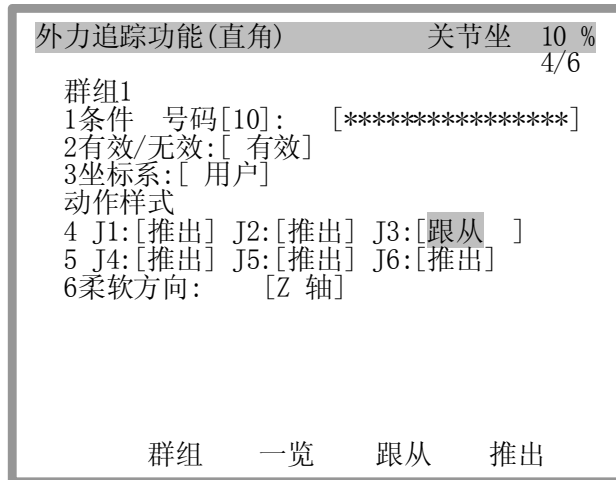 外力追踪功能(直角) 关节坐 10 %
4/6
群组1
1条件 号码[10]: [****************]
2有效/无效:[ 有效]
3坐标系:[ 用户]
动作样式
4 J1:[推出] J2:[推出] J3:[跟从 ]
5 J4:[推出] J5:[推出] J6:[推出]
6柔软方向: [Z 轴]
群组 一览 跟从 推出